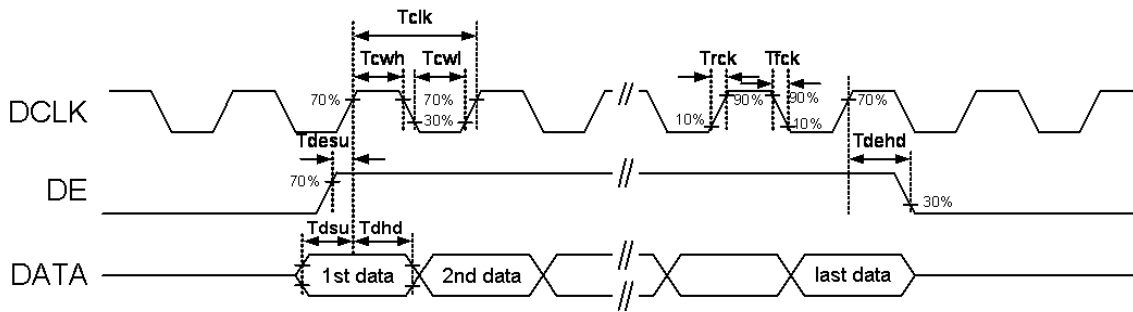 Tclk
Tcwh Tcwl Trck Tfck
DCLK 70% 70% 30% 10% 90% 90% 10% 70%
Tdesu Tdehd
DE 70% 30%
Tdsu Tdhd
DATA 1st data 2nd data last data